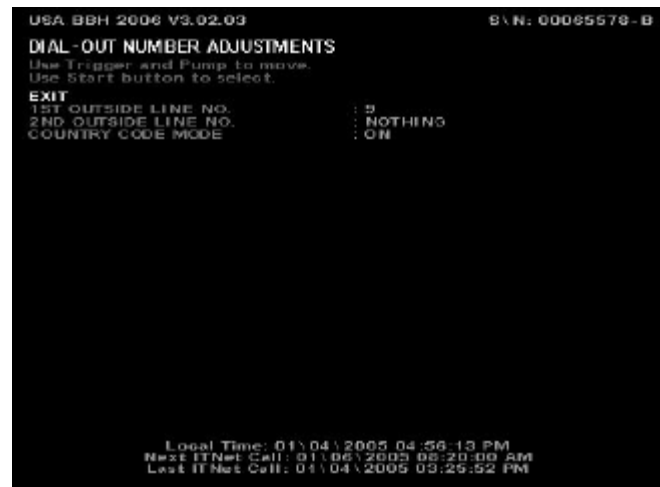 USA BBH 2006 V3.02.03 S\N: 00065578-B
DIAL-OUT NUMBER ADJUSTMENTS
Use Trigger and Pump to move.
Use Start button to select.
EXIT
1ST OUTSIDE LINE NO. : 9
2ND OUTSIDE LINE NO. : NOTHING
COUNTRY CODE MODE : ON
Local Time: 01\04\2005 04:56:13 PM
Next ITNet Call: 01\06\2005 06:20:00 AM
Last ITNet Call: 01\04\2005 03:25:52 PM